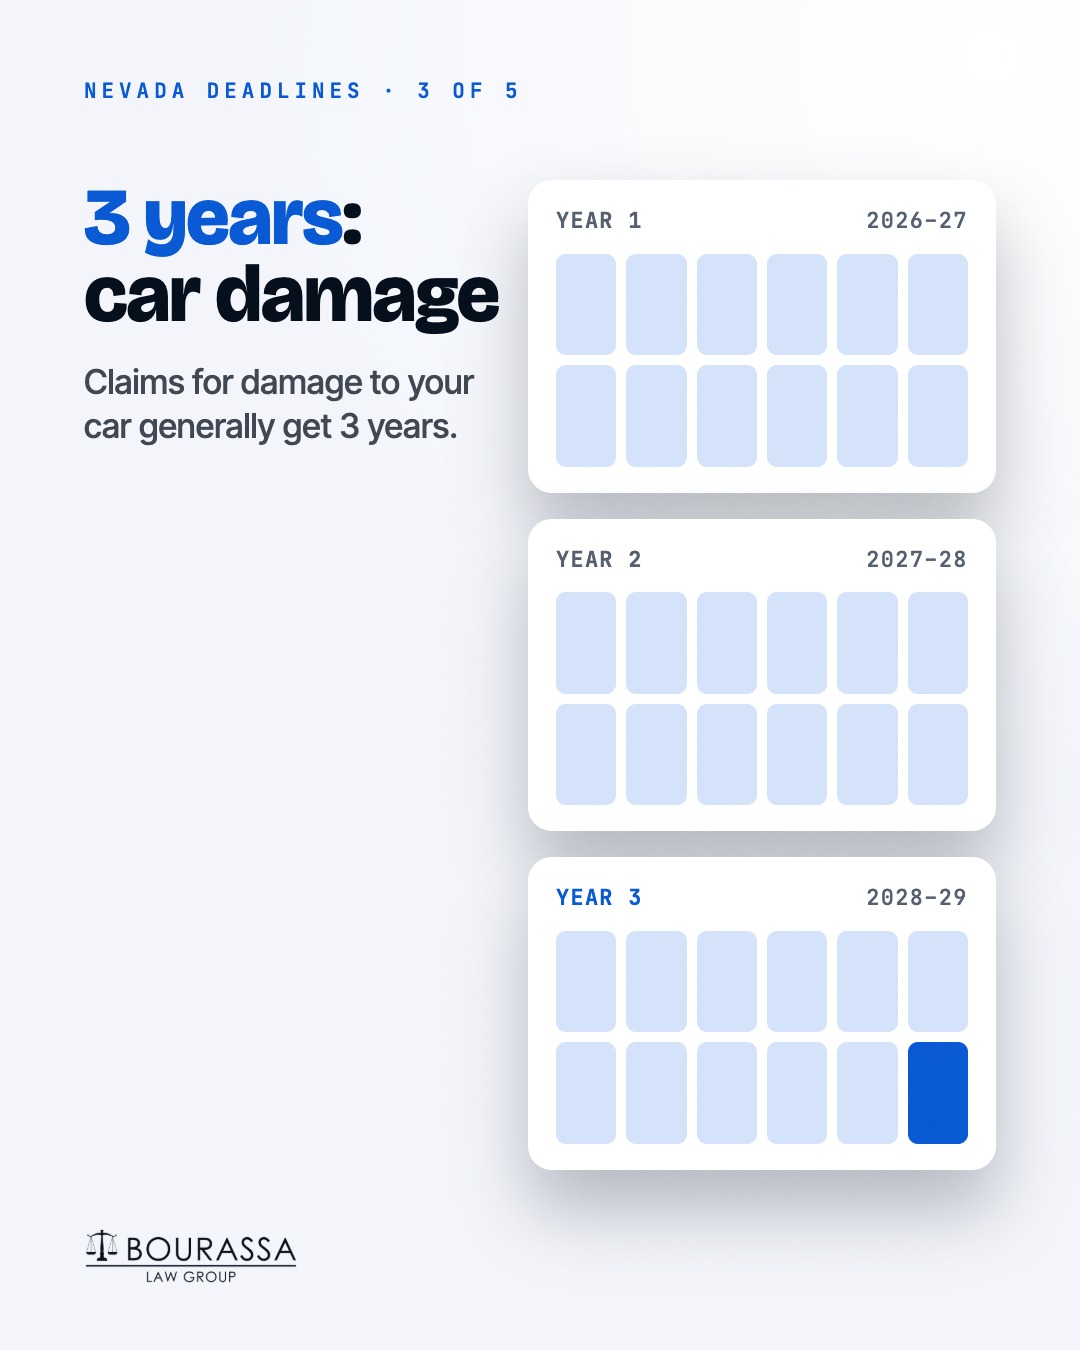 NEVADA DEADLINES · 3 OF 5
3 years:
car damage
Claims for damage to your
car generally get 3 years.
YEAR 1 2026–27
YEAR 2 2027–28
YEAR 3 2028–29
BOURASSA
LAW GROUP